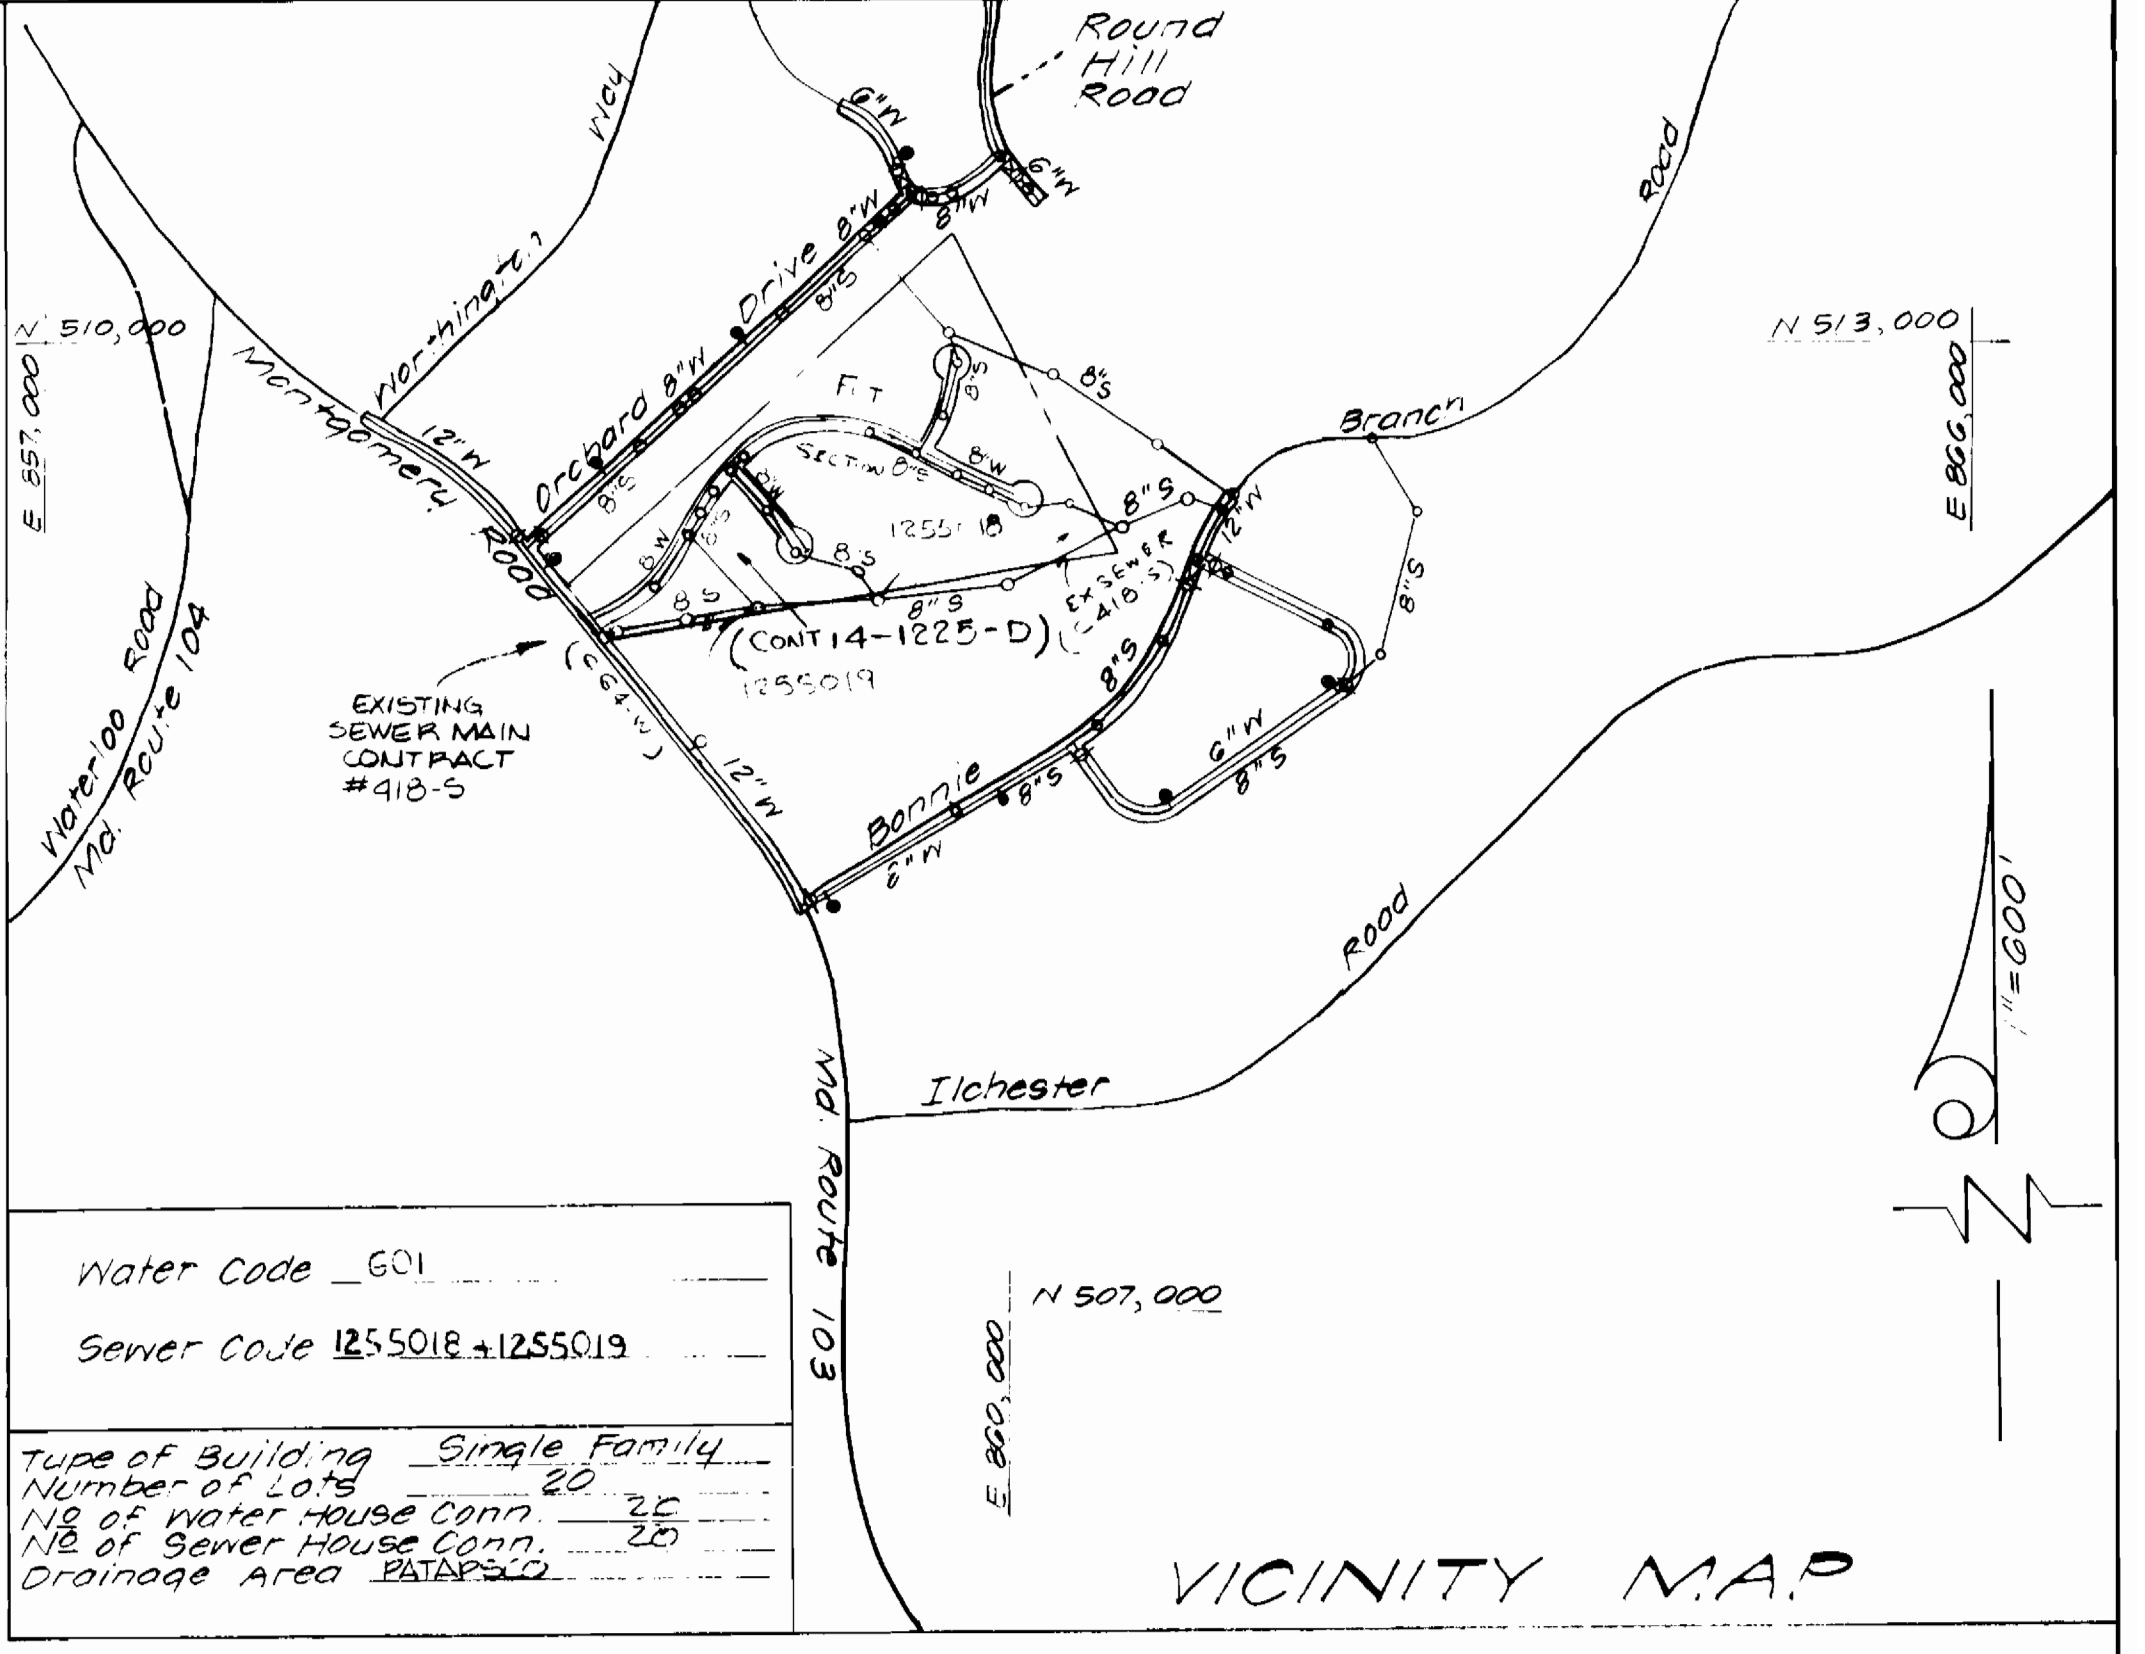 Round
Hill
Road
6"W
6"W
8"W
8"W
Way
Worthington
Road
Branch
Bonnie
N 510,000
E 857,000
N 513,000
E 866,000
Montgomery Road
12" W
Orchard Drive
8"W
8"S
8"S
8"S
8"S
SECTION
8"S
8"W
8"W
8"W
8"S
8"S
8"S
8"S
8"S
(CONT 14-1225-D)
1255019
EX SEWER
12"W
8"S
8"S
8"S
6"W
8"S
12" W
EXISTING
SEWER MAIN
CONTRACT
#418-S
Waterloo Road
Md. Route 104
Road
Ilchester
Md. Route 103
1"=600'
N
N 507,000
E 860,000
Water Code 601
Sewer Code 1255018 + 1255019
Type of Building Single Family
Number of Lots 20
No of Water House Conn. 20
No of Sewer House Conn. 20
Drainage Area PATAPSCO
VICINITY MAP